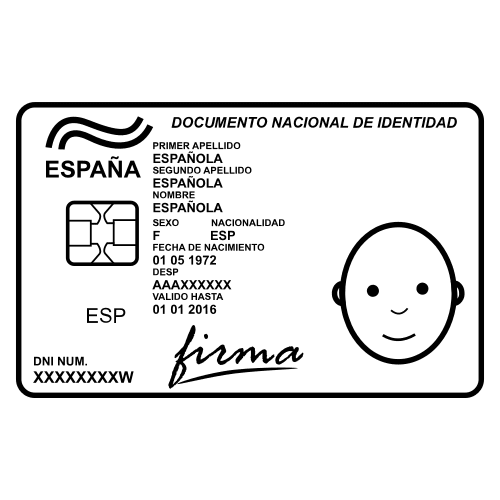 DOCUMENTO NACIONAL DE IDENTIDAD
ESPAÑA
PRIMER APELLIDO
ESPAÑOLA
SEGUNDO APELLIDO
ESPAÑOLA
NOMBRE
ESPAÑOLA
SEXO NACIONALIDAD
F ESP
FECHA DE NACIMIENTO
01 05 1972
DESP
AAAXXXXXX
VALIDO HASTA
01 01 2016
ESP
firma
DNI NUM.
XXXXXXXXW